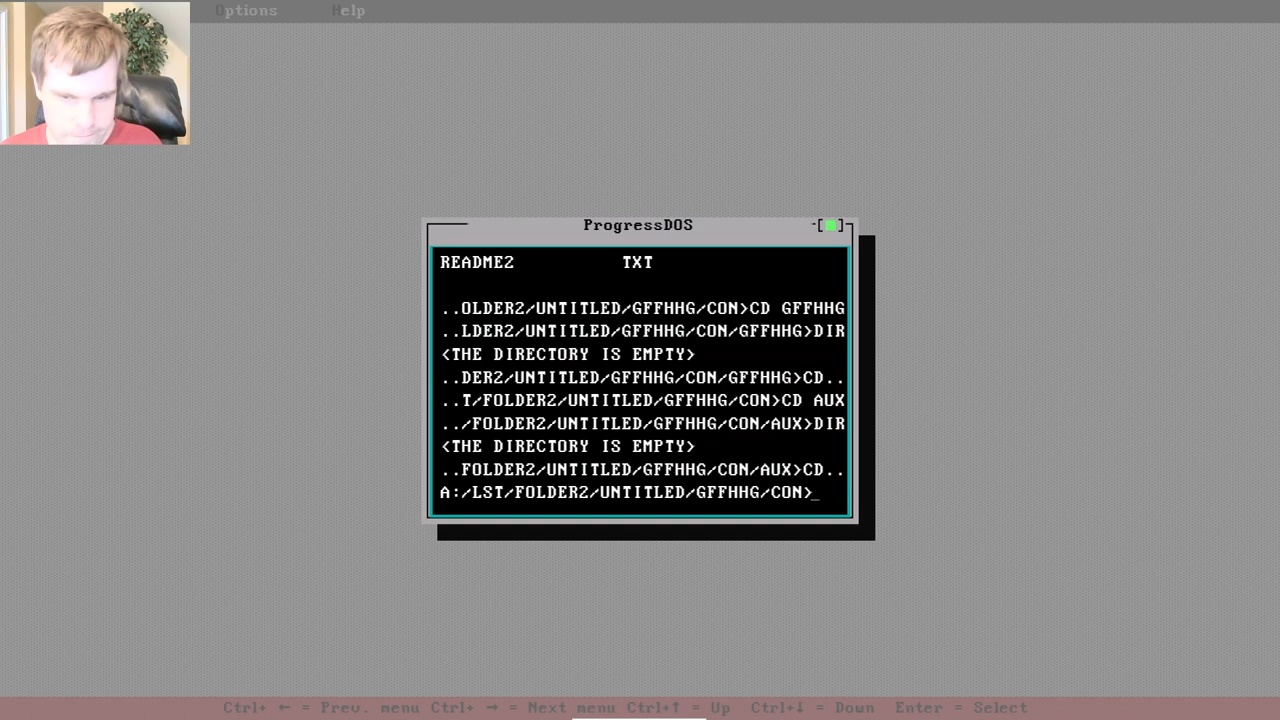 Options Help
ProgressDOS
README2 TXT
..OLDER2/UNTITLED/GFFHHG/CON>CD GFFHHG
..LDER2/UNTITLED/GFFHHG/CON/GFFHHG>DIR
<THE DIRECTORY IS EMPTY>
..DER2/UNTITLED/GFFHHG/CON/GFFHHG>CD..
..T/FOLDER2/UNTITLED/GFFHHG/CON>CD AUX
../FOLDER2/UNTITLED/GFFHHG/CON/AUX>DIR
<THE DIRECTORY IS EMPTY>
..FOLDER2/UNTITLED/GFFHHG/CON/AUX>CD..
A:/LST/FOLDER2/UNTITLED/GFFHHG/CON>_
Ctrl+ ← = Prev. menu Ctrl+ → = Next menu Ctrl+↑ = Up Ctrl+↓ = Down Enter = Select